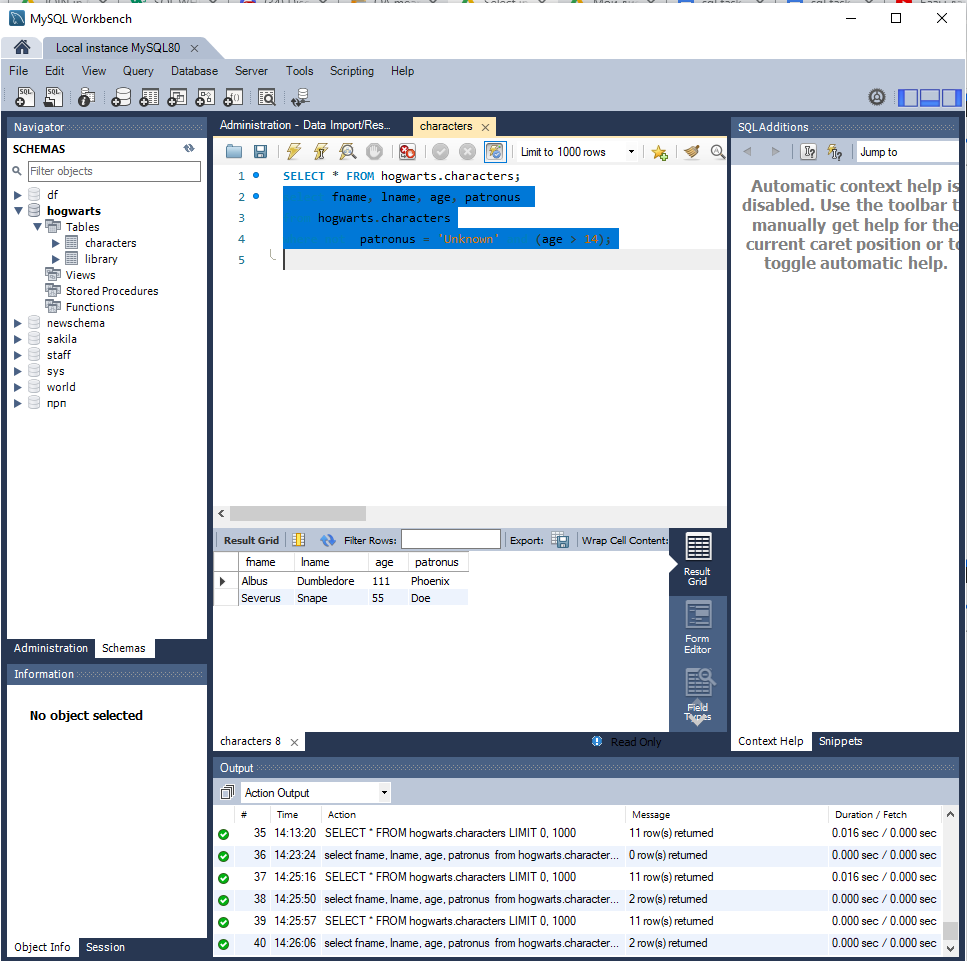 MySQL Workbench
Local instance MySQL80
File Edit View Query Database Server Tools Scripting Help
Navigator
SCHEMAS
Filter objects
df
hogwarts
Tables
characters
library
Views
Stored Procedures
Functions
newschema
sakila
staff
sys
world
npn
Administration Schemas
Information
No object selected
Object Info Session
Administration - Data Import/Res... characters
Limit to 1000 rows
1 SELECT * FROM hogwarts.characters;
2 fname, lname, age, patronus
3 hogwarts.characters
4 patronus = 'Unknown' (age > 14);
5
Result Grid Filter Rows: Export: Wrap Cell Content:
fname lname age patronus
Albus Dumbledore 111 Phoenix
Severus Snape 55 Doe
Result
Grid
Form
Editor
Field
Types
characters 8 Read Only
SQLAdditions
Jump to
Automatic context help is
disabled. Use the toolbar t
manually get help for the
current caret position or to
toggle automatic help.
Context Help Snippets
Output
Action Output
# Time Action Message Duration / Fetch
35 14:13:20 SELECT * FROM hogwarts.characters LIMIT 0, 1000 11 row(s) returned 0.016 sec / 0.000 sec
36 14:23:24 select fname, lname, age, patronus from hogwarts.character... 0 row(s) returned 0.000 sec / 0.000 sec
37 14:25:16 SELECT * FROM hogwarts.characters LIMIT 0, 1000 11 row(s) returned 0.016 sec / 0.000 sec
38 14:25:50 select fname, lname, age, patronus from hogwarts.character... 2 row(s) returned 0.000 sec / 0.000 sec
39 14:25:57 SELECT * FROM hogwarts.characters LIMIT 0, 1000 11 row(s) returned 0.000 sec / 0.000 sec
40 14:26:06 select fname, lname, age, patronus from hogwarts.character... 2 row(s) returned 0.000 sec / 0.000 sec